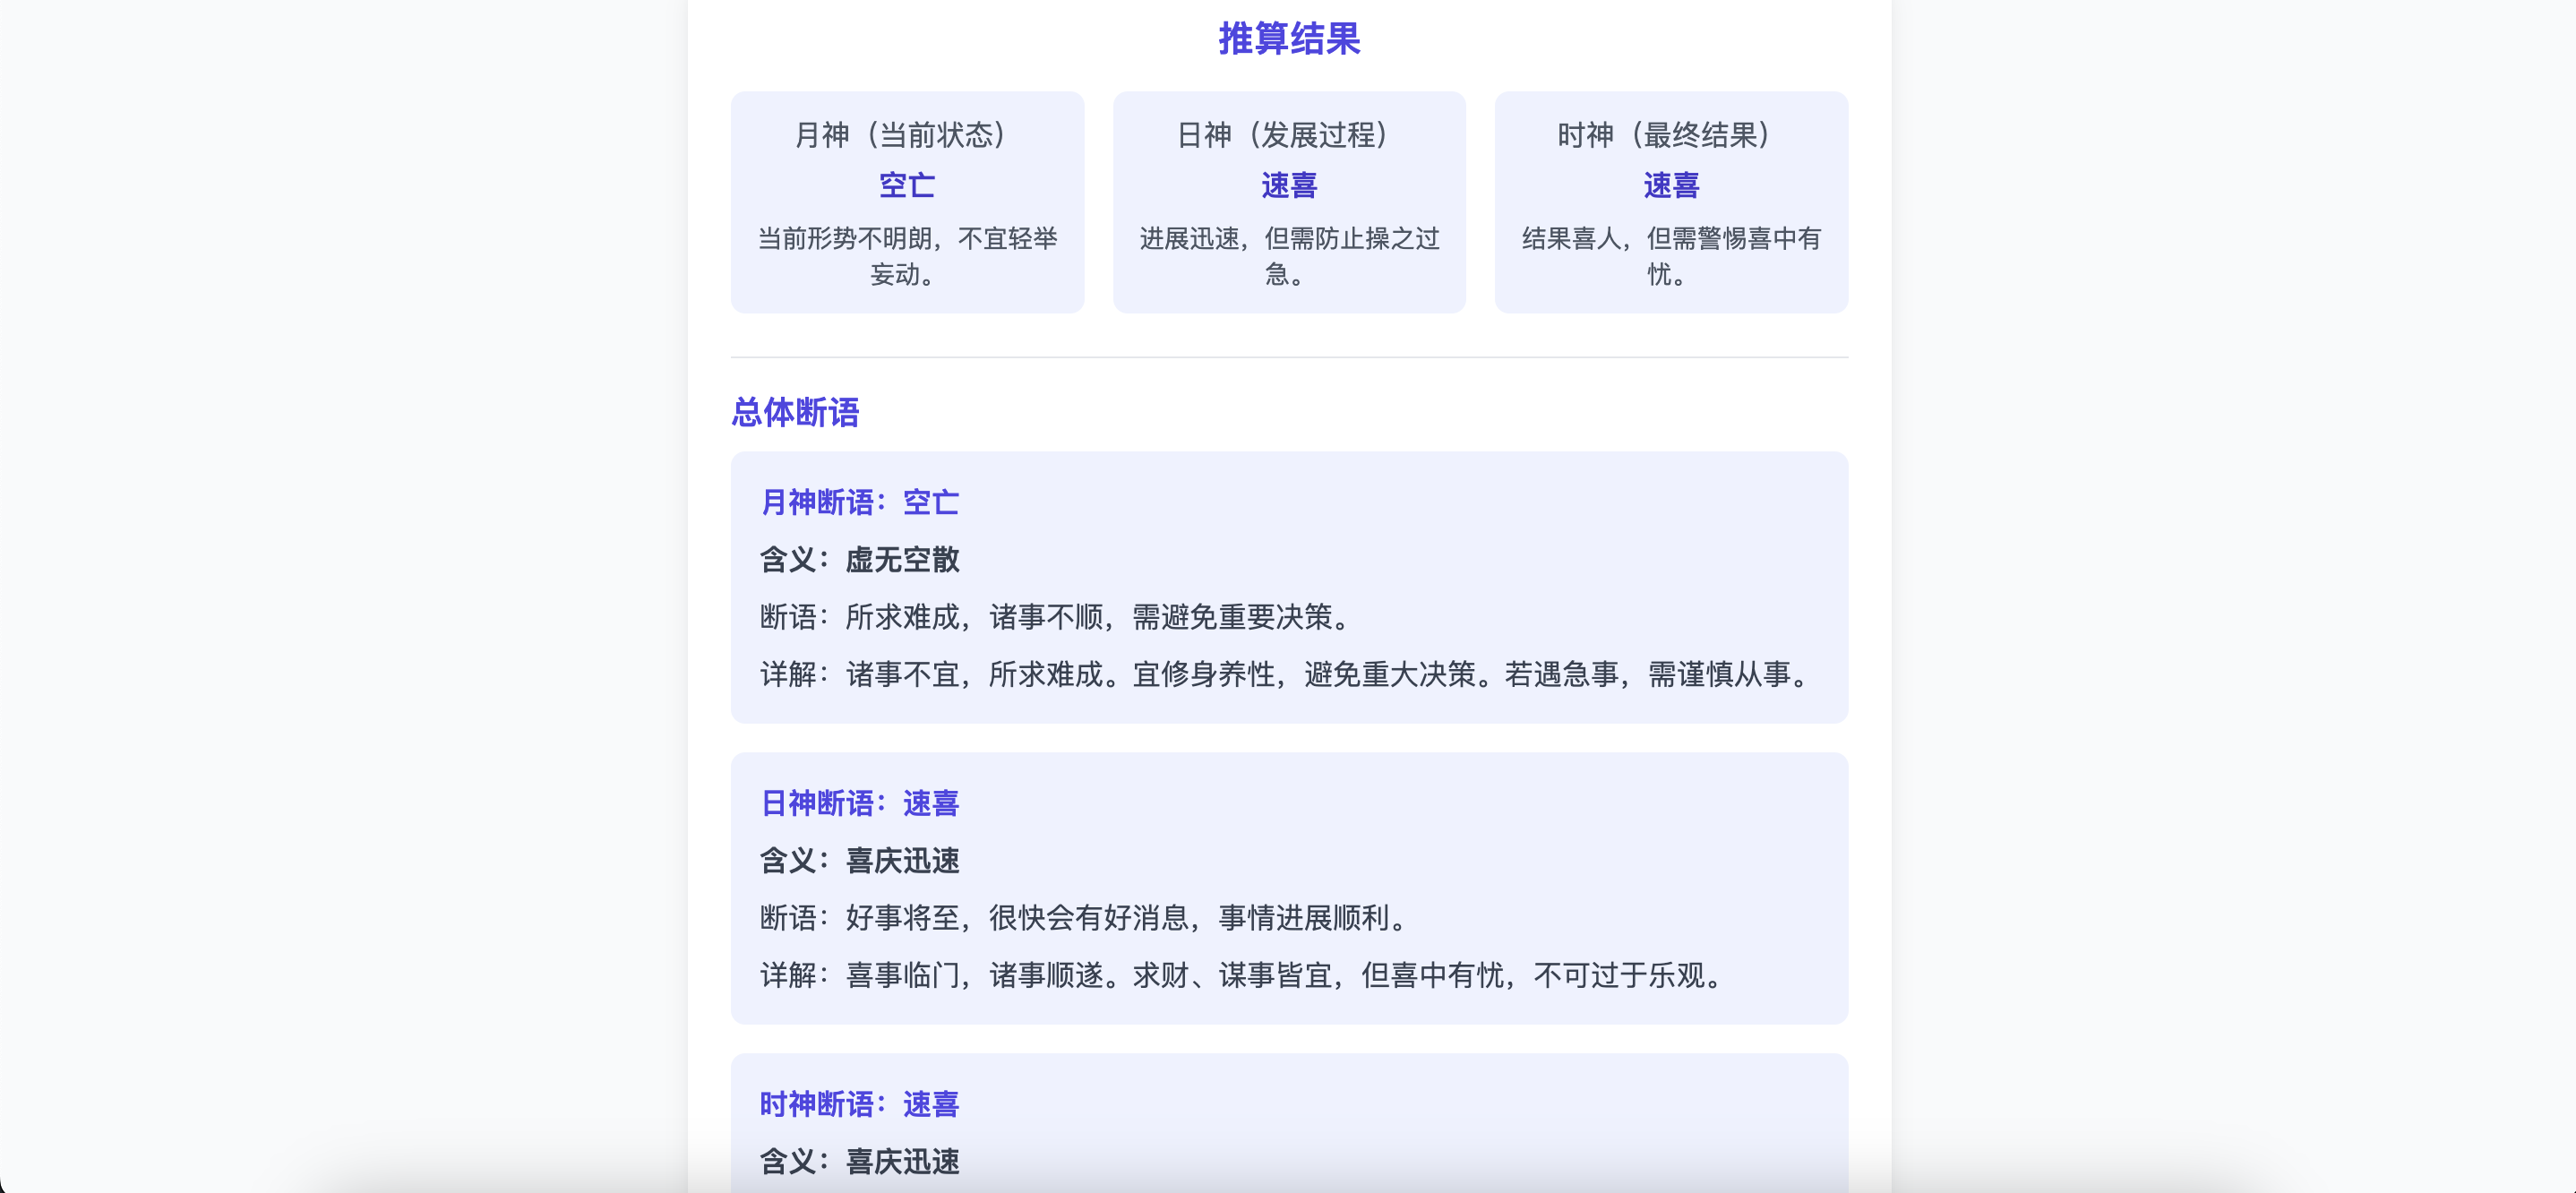 推算结果
月神（当前状态）
空亡
当前形势不明朗，不宜轻举
妄动。
日神（发展过程）
速喜
进展迅速，但需防止操之过
急。
时神（最终结果）
速喜
结果喜人，但需警惕喜中有
忧。
总体断语
月神断语：空亡
含义：虚无空散
断语：所求难成，诸事不顺，需避免重要决策。
详解：诸事不宜，所求难成。宜修身养性，避免重大决策。若遇急事，需谨慎从事。
日神断语：速喜
含义：喜庆迅速
断语：好事将至，很快会有好消息，事情进展顺利。
详解：喜事临门，诸事顺遂。求财、谋事皆宜，但喜中有忧，不可过于乐观。
时神断语：速喜
含义：喜庆迅速